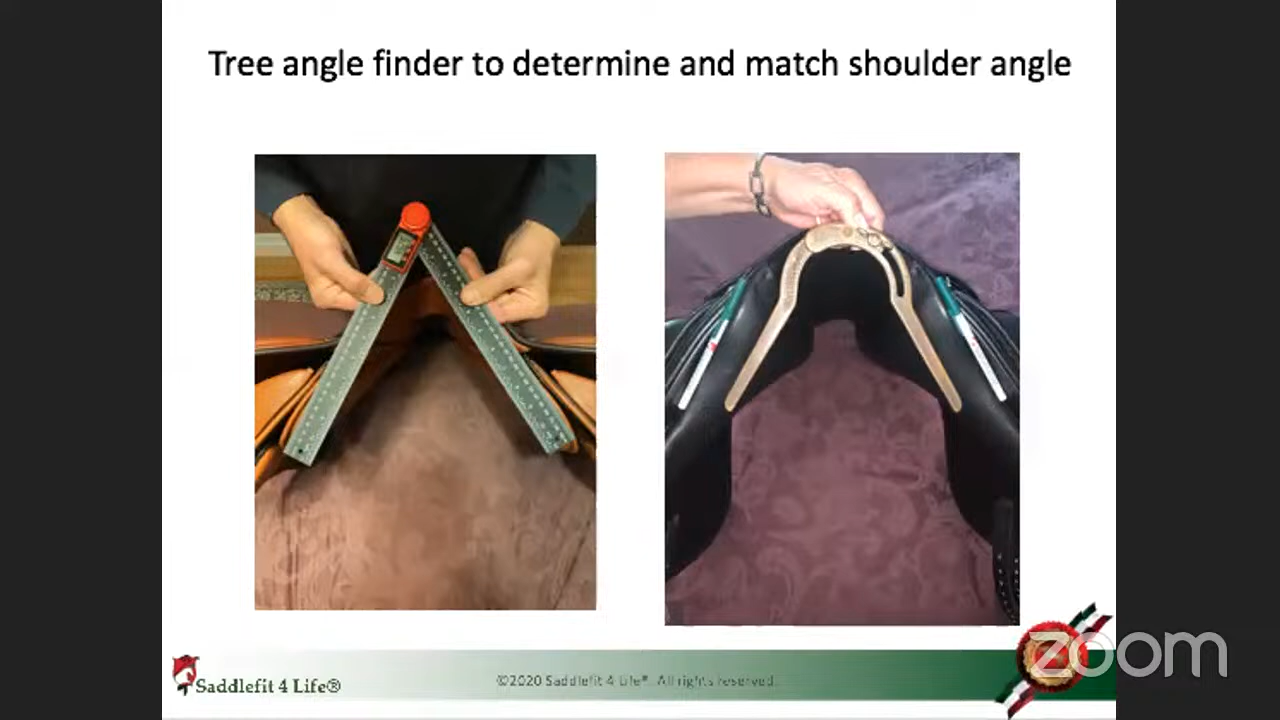 Tree angle finder to determine and match shoulder angle
Saddlefit 4 Life®
©2020 Saddlefit 4 Life®. All rights reserved.
zoom